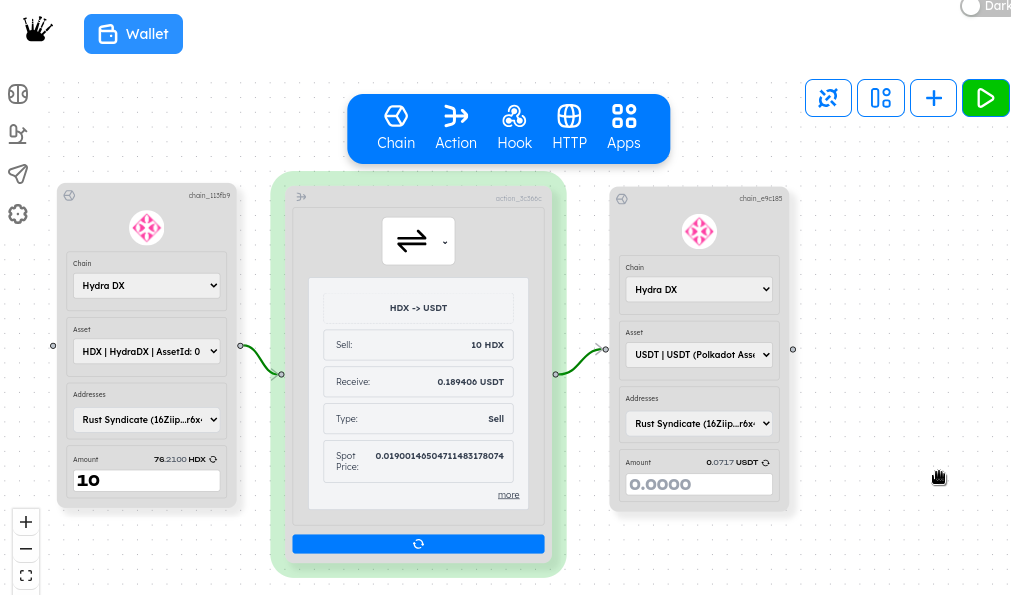 Dark
Wallet
Chain Action Hook HTTP Apps
chain_113fb9
Chain
Hydra DX
Asset
HDX | HydraDX | AssetId: 0
Addresses
Rust Syndicate (16Ziip...r6x
Amount 76.2100 HDX
10
action_3c366c
HDX -> USDT
Sell: 10 HDX
Receive: 0.189406 USDT
Type: Sell
Spot Price: 0.01900146504711483178074
more
chain_e9c185
Chain
Hydra DX
Asset
USDT | USDT (Polkadot Asse
Addresses
Rust Syndicate (16Ziip...r6x
Amount 0.0717 USDT
0.0000